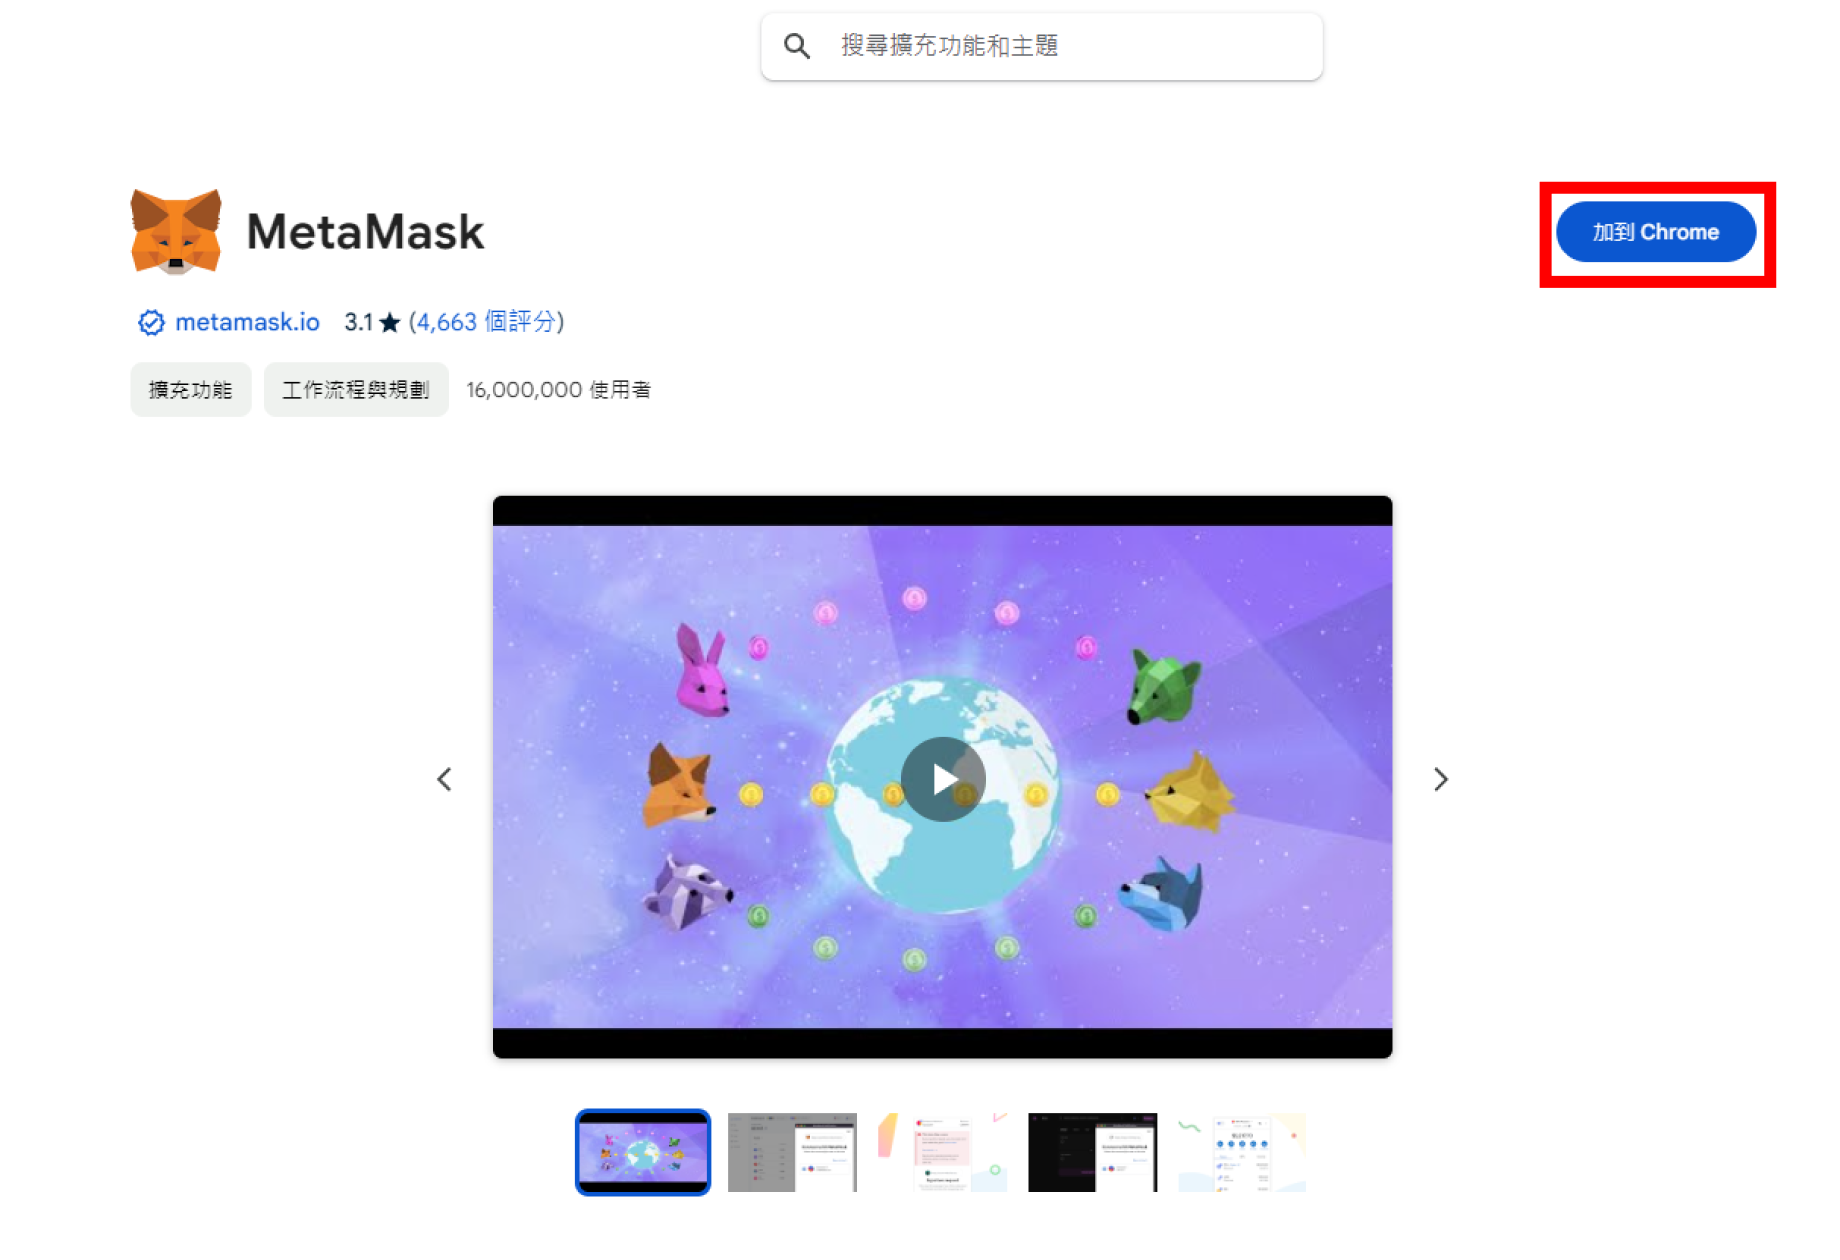 搜尋擴充功能和主題
MetaMask
加到 Chrome
metamask.io 3.1★ (4,663 個評分)
擴充功能 工作流程與規劃 16,000,000 使用者